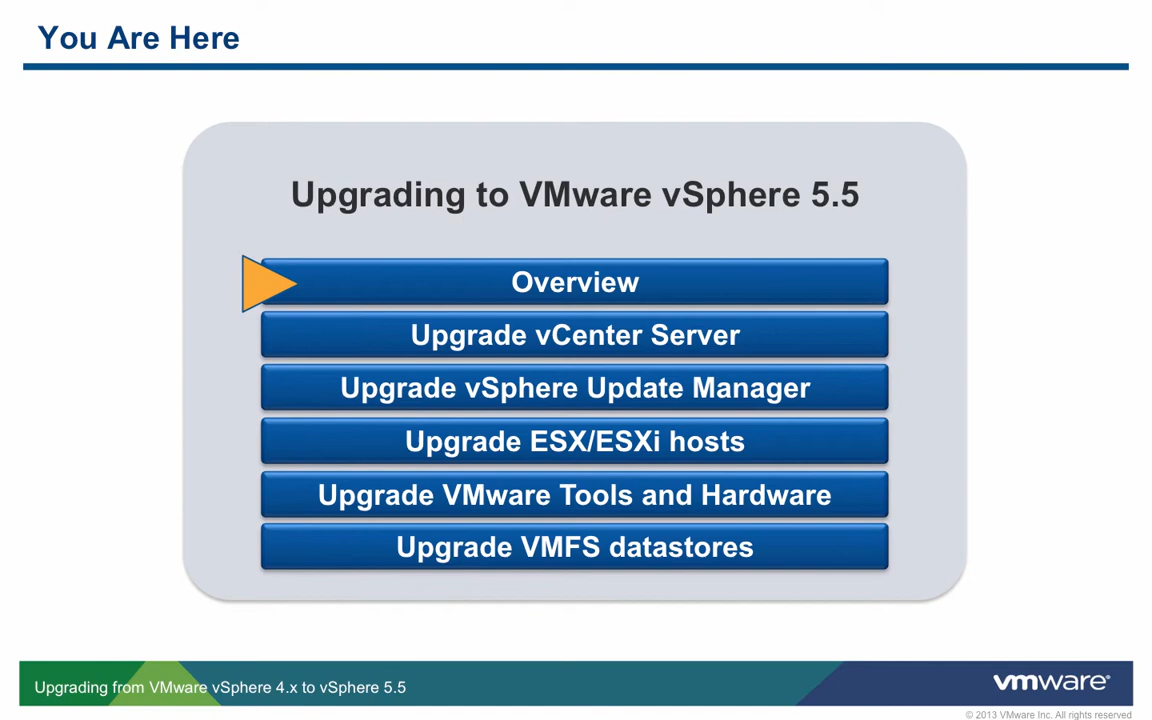 You Are Here
Upgrading to VMware vSphere 5.5
Overview
Upgrade vCenter Server
Upgrade vSphere Update Manager
Upgrade ESX/ESXi hosts
Upgrade VMware Tools and Hardware
Upgrade VMFS datastores
Upgrading from VMware vSphere 4.x to vSphere 5.5
vmware®
© 2013 VMware Inc. All rights reserved